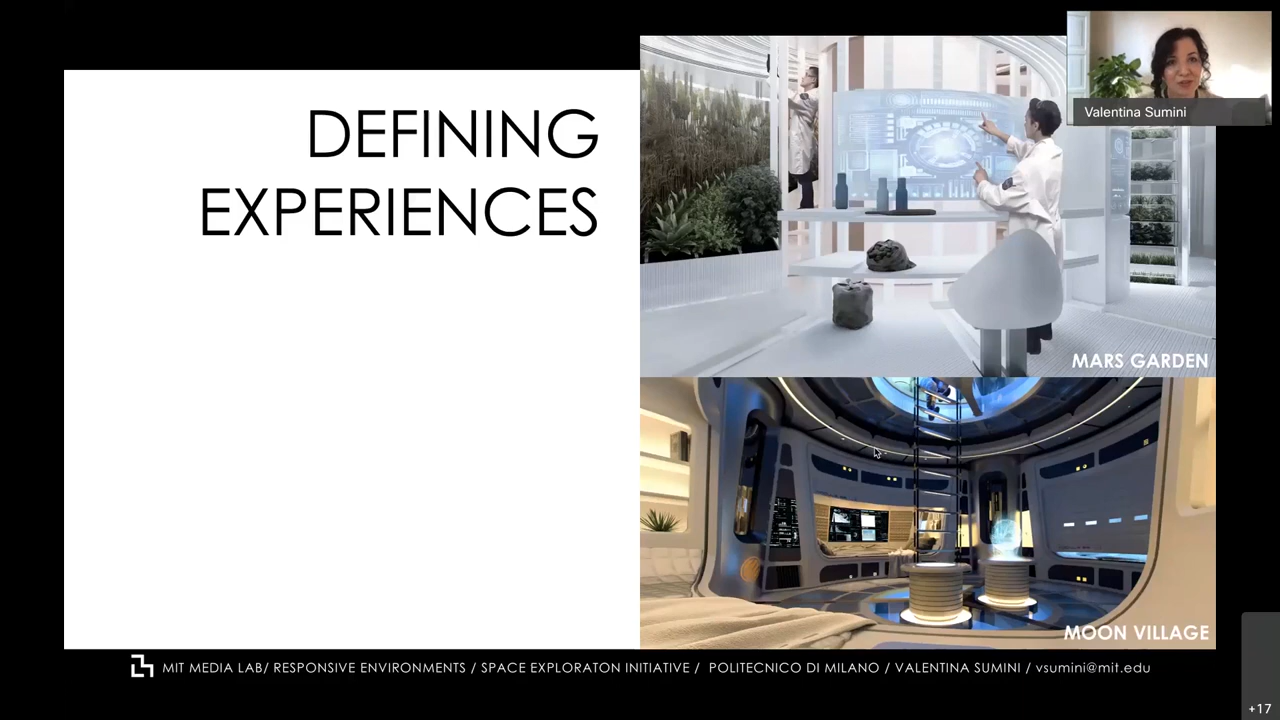 DEFINING
EXPERIENCES
Valentina Sumini
MARS GARDEN
MOON VILLAGE
MIT MEDIA LAB/ RESPONSIVE ENVIRONMENTS / SPACE EXPLORATON INITIATIVE / POLITECNICO DI MILANO / VALENTINA SUMINI / vsumini@mit.edu
+17